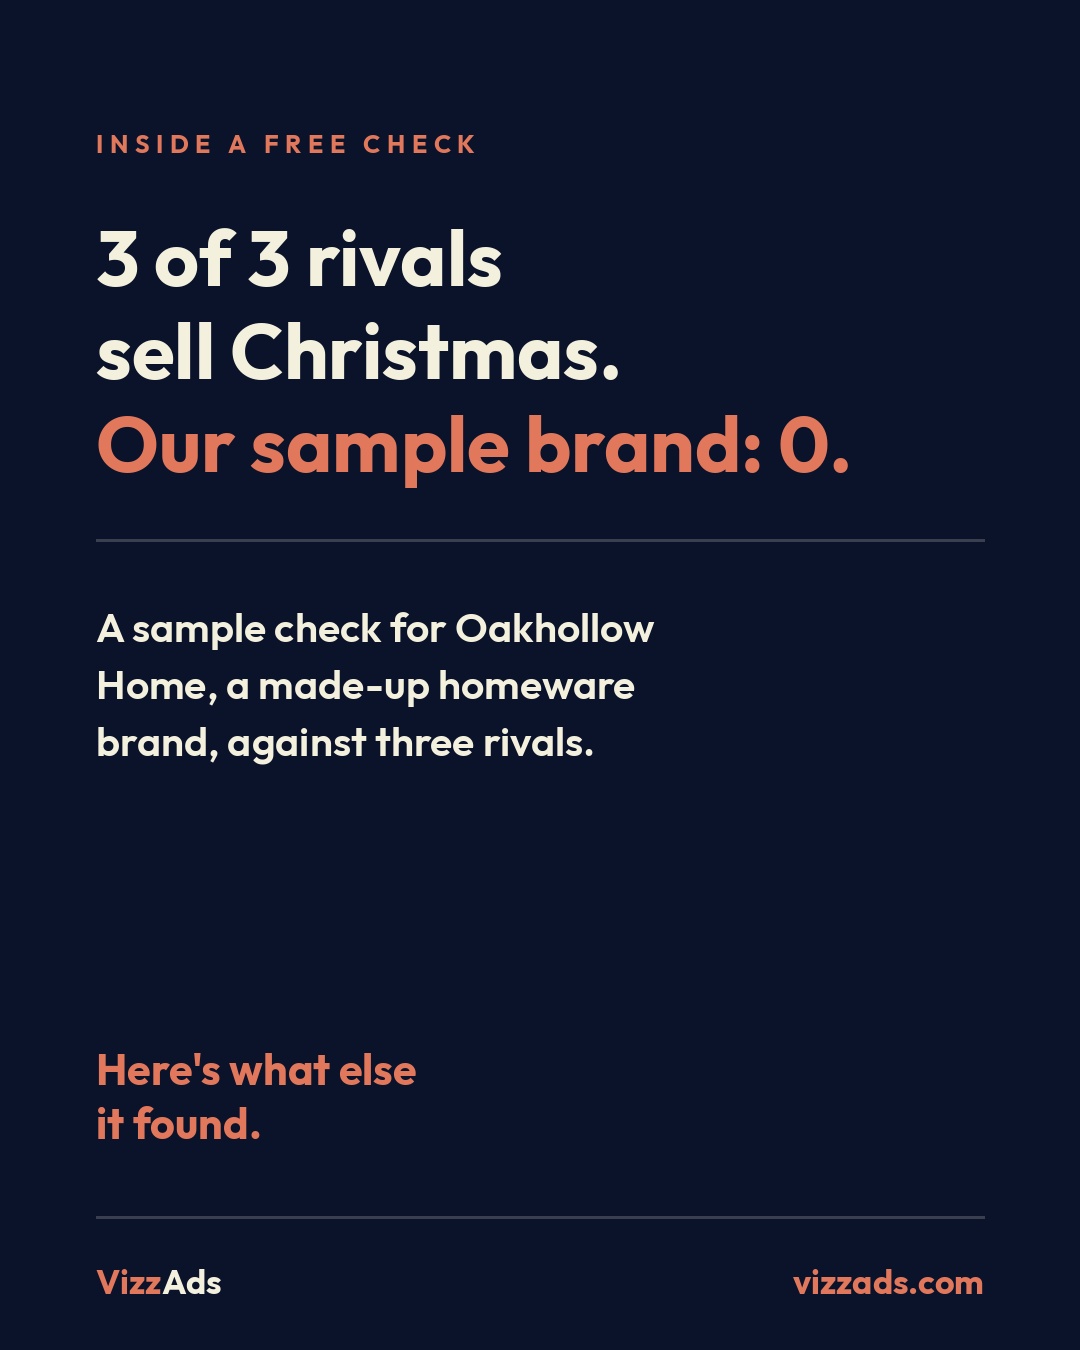 INSIDE A FREE CHECK
3 of 3 rivals
sell Christmas.
Our sample brand: 0.
A sample check for Oakhollow
Home, a made-up homeware
brand, against three rivals.
Here's what else
it found.
VizzAds
vizzads.com